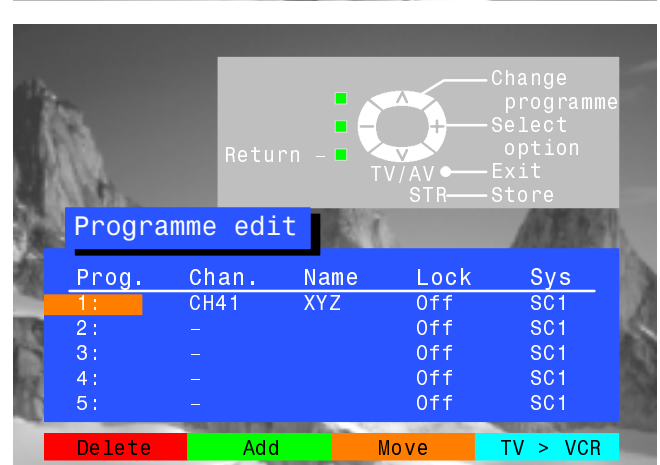 Change
programme
Select
option
Return –
TV/AV Exit
STR Store
Programme edit
Prog. Chan. Name Lock Sys
1: CH41 XYZ Off SC1
2: – Off SC1
3: – Off SC1
4: – Off SC1
5: – Off SC1
Delete Add Move TV > VCR